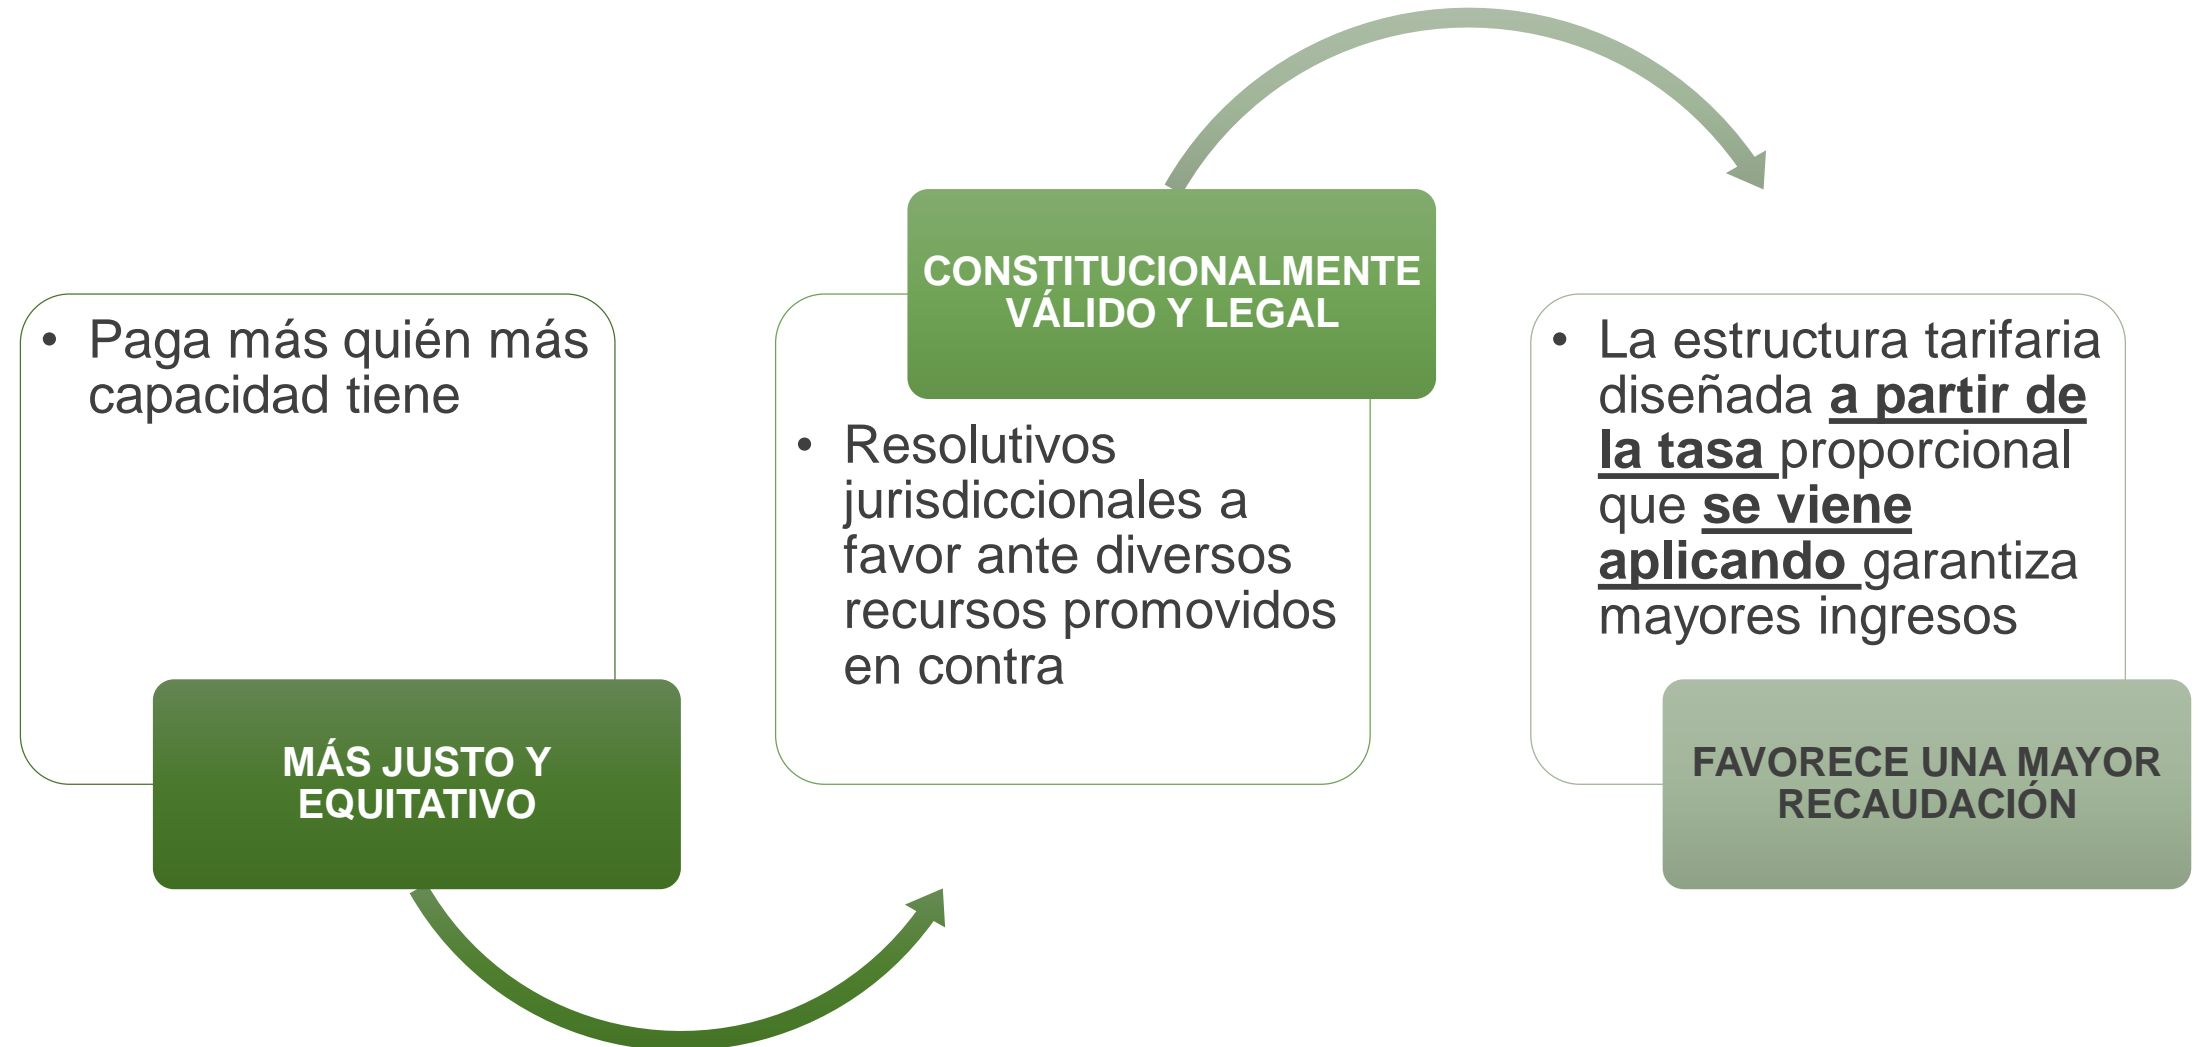 • Paga más quién más
capacidad tiene
MÁS JUSTO Y
EQUITATIVO
CONSTITUCIONALMENTE
VÁLIDO Y LEGAL
• Resolutivos
jurisdiccionales a
favor ante diversos
recursos promovidos
en contra
• La estructura tarifaria
diseñada a partir de
la tasa proporcional
que se viene
aplicando garantiza
mayores ingresos
FAVORECE UNA MAYOR
RECAUDACIÓN